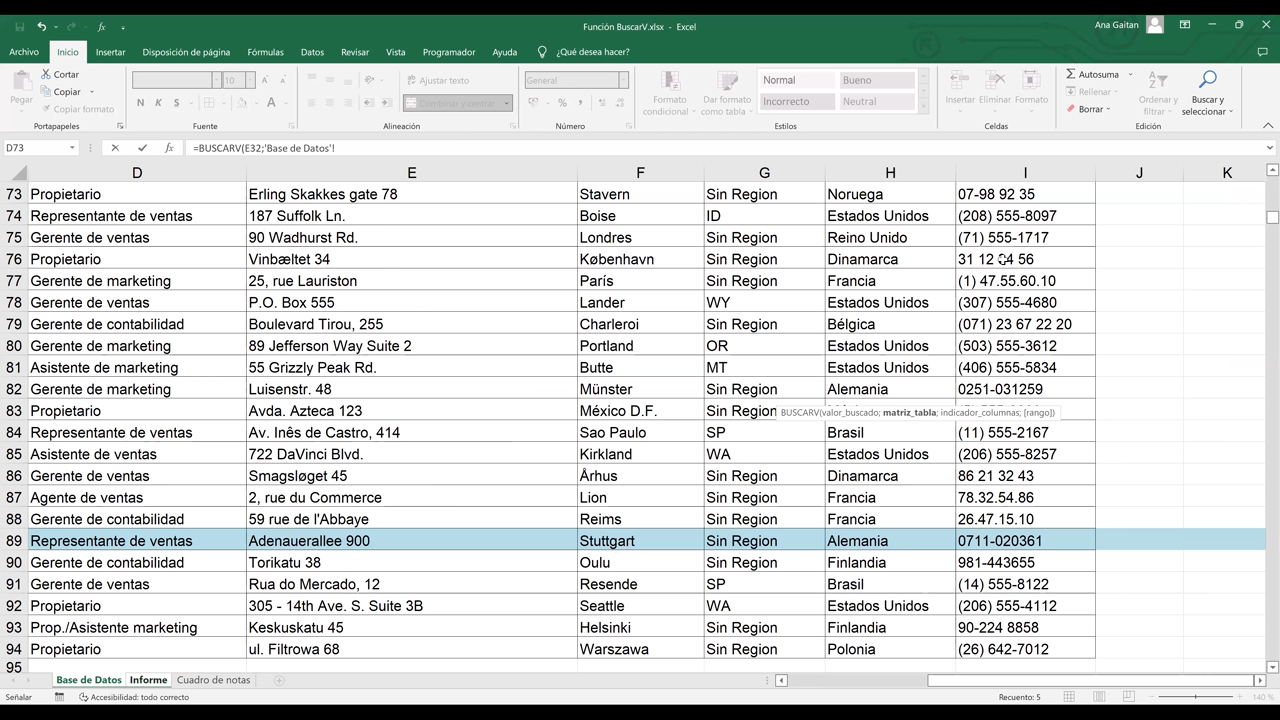 Función BuscarV.xlsx - Excel
Ana Gaitan
Archivo Inicio Insertar Disposición de página Fórmulas Datos Revisar Vista Programador Ayuda ¿Qué desea hacer?
Pegar
Cortar
Copiar
Copiar formato
Portapapeles
10
N K S
Fuente
Ajustar texto
Combinar y centrar
Alineación
General
Número
Formato condicional
Dar formato como tabla
Normal Bueno
Incorrecto Neutral
Estilos
Insertar Eliminar Formato
Celdas
Autosuma
Rellenar
Borrar
Ordenar y filtrar
Buscar y seleccionar
Edición
D73 =BUSCARV(E32;'Base de Datos'!
D E F G H I J K
73 Propietario Erling Skakkes gate 78 Stavern Sin Region Noruega 07-98 92 35
74 Representante de ventas 187 Suffolk Ln. Boise ID Estados Unidos (208) 555-8097
75 Gerente de ventas 90 Wadhurst Rd. Londres Sin Region Reino Unido (71) 555-1717
76 Propietario Vinbæltet 34 København Sin Region Dinamarca 31 12 34 56
77 Gerente de marketing 25, rue Lauriston París Sin Region Francia (1) 47.55.60.10
78 Gerente de ventas P.O. Box 555 Lander WY Estados Unidos (307) 555-4680
79 Gerente de contabilidad Boulevard Tirou, 255 Charleroi Sin Region Bélgica (071) 23 67 22 20
80 Gerente de marketing 89 Jefferson Way Suite 2 Portland OR Estados Unidos (503) 555-3612
81 Asistente de marketing 55 Grizzly Peak Rd. Butte MT Estados Unidos (406) 555-5834
82 Gerente de marketing Luisenstr. 48 Münster Sin Region Alemania 0251-031259
83 Propietario Avda. Azteca 123 México D.F. Sin Region
BUSCARV(valor_buscado; matriz_tabla; indicador_columnas; [rango])
84 Representante de ventas Av. Inês de Castro, 414 Sao Paulo SP Brasil (11) 555-2167
85 Asistente de ventas 722 DaVinci Blvd. Kirkland WA Estados Unidos (206) 555-8257
86 Gerente de ventas Smagsløget 45 Århus Sin Region Dinamarca 86 21 32 43
87 Agente de ventas 2, rue du Commerce Lion Sin Region Francia 78.32.54.86
88 Gerente de contabilidad 59 rue de l'Abbaye Reims Sin Region Francia 26.47.15.10
89 Representante de ventas Adenauerallee 900 Stuttgart Sin Region Alemania 0711-020361
90 Gerente de contabilidad Torikatu 38 Oulu Sin Region Finlandia 981-443655
91 Gerente de ventas Rua do Mercado, 12 Resende SP Brasil (14) 555-8122
92 Propietario 305 - 14th Ave. S. Suite 3B Seattle WA Estados Unidos (206) 555-4112
93 Prop./Asistente marketing Keskuskatu 45 Helsinki Sin Region Finlandia 90-224 8858
94 Propietario ul. Filtrowa 68 Warszawa Sin Region Polonia (26) 642-7012
95
Base de Datos Informe Cuadro de notas
Señalar Accesibilidad: todo correcto Recuento: 5 140 %